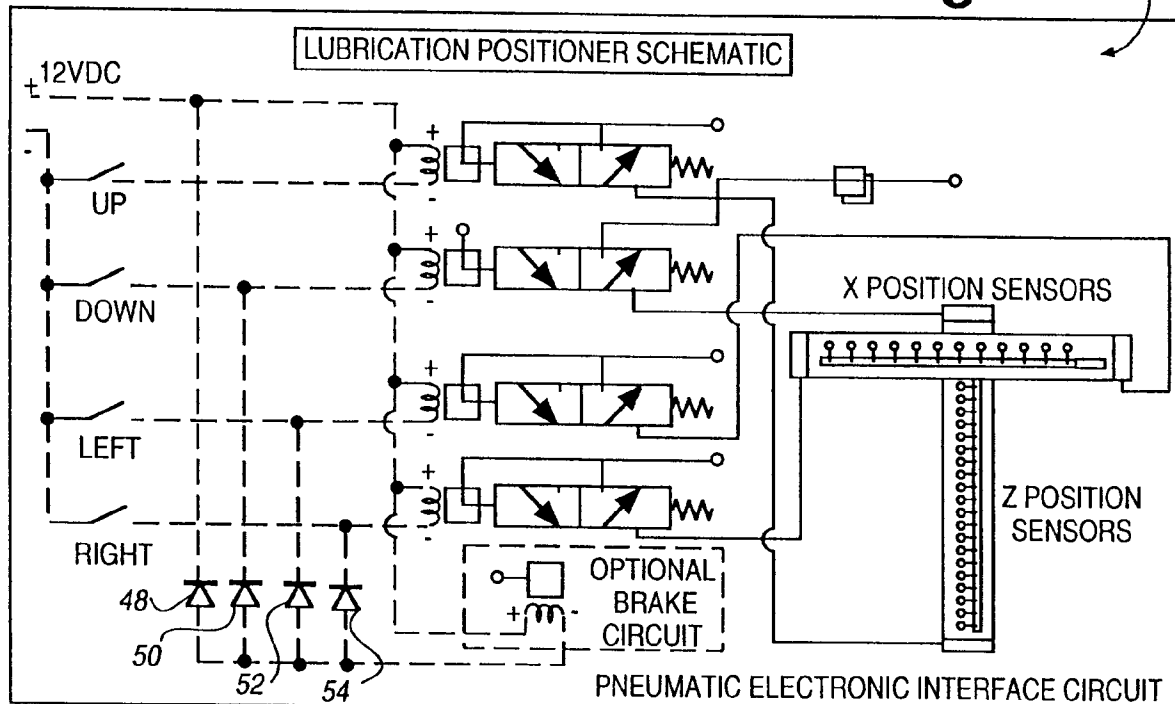 g
LUBRICATION POSITIONER SCHEMATIC
+ 12VDC
-
UP
+
-
DOWN
+
-
X POSITION SENSORS
LEFT
+
-
RIGHT
+
-
Z POSITION
SENSORS
OPTIONAL
BRAKE
CIRCUIT
+ -
48
50
52
54
PNEUMATIC ELECTRONIC INTERFACE CIRCUIT